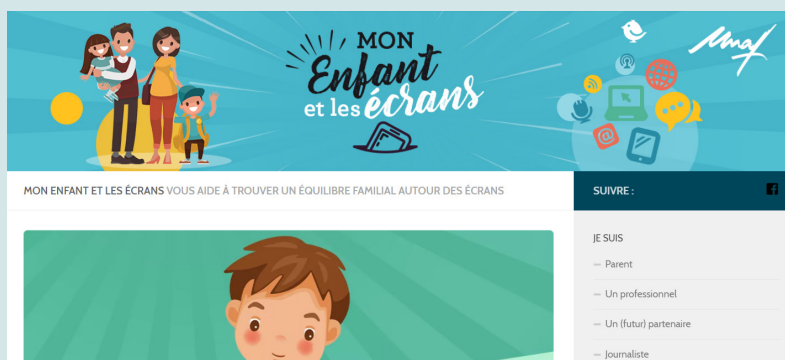 MON
Enfant
et les écrans
Unaf
MON ENFANT ET LES ÉCRANS VOUS AIDE À TROUVER UN ÉQUILIBRE FAMILIAL AUTOUR DES ÉCRANS
SUIVRE :
JE SUIS
— Parent
— Un professionnel
— Un (futur) partenaire
— Journaliste